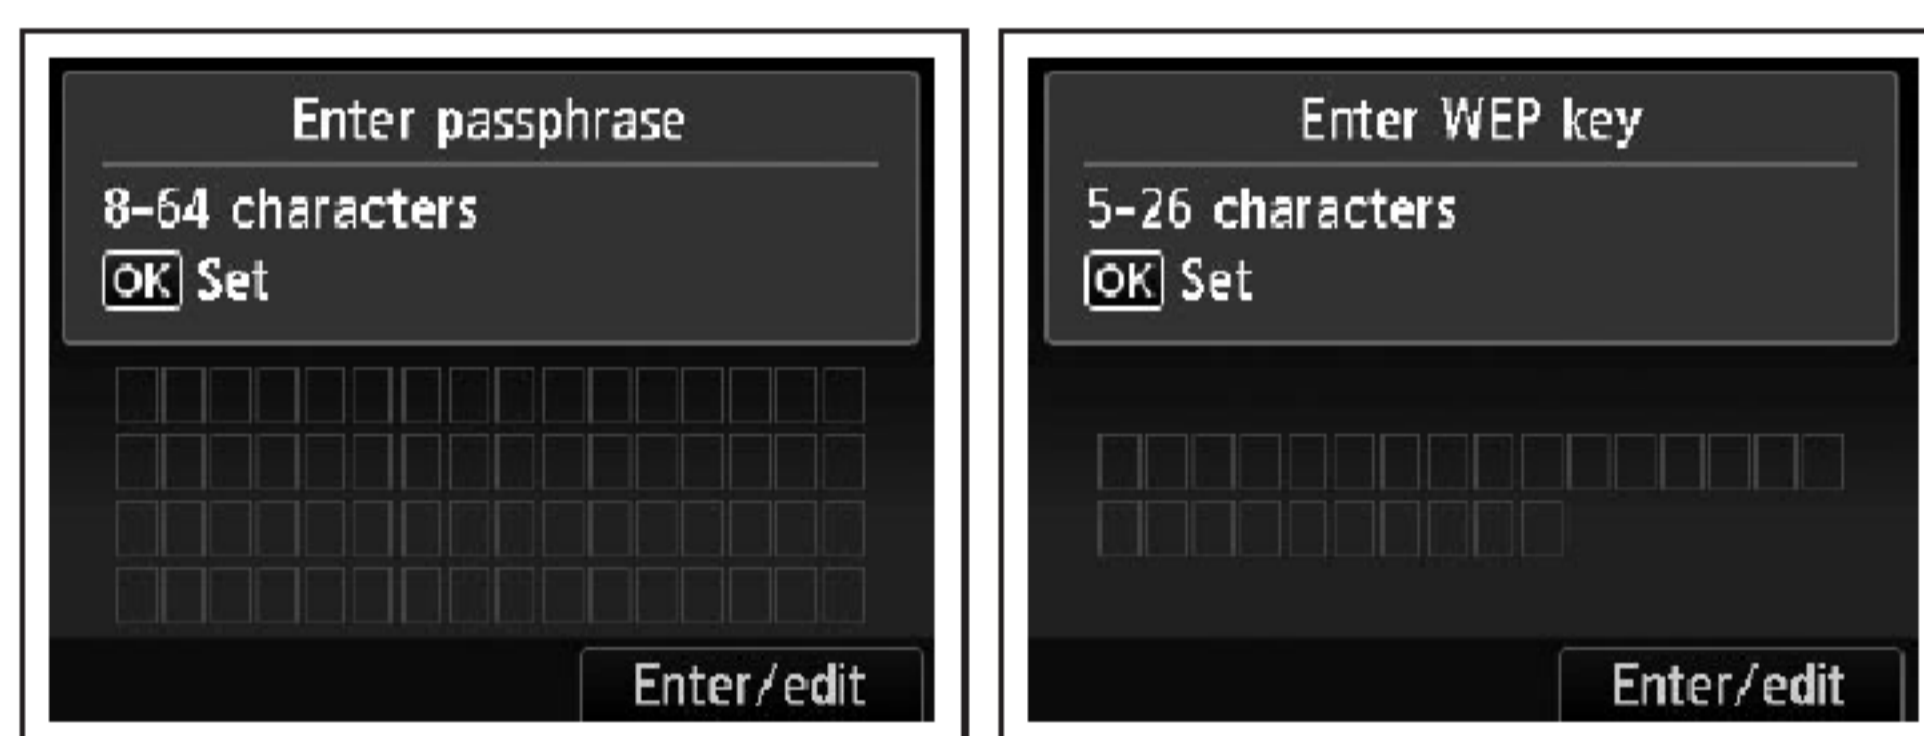 Enter passphrase
8-64 characters
OK Set
Enter/edit
Enter WEP key
5-26 characters
OK Set
Enter/edit